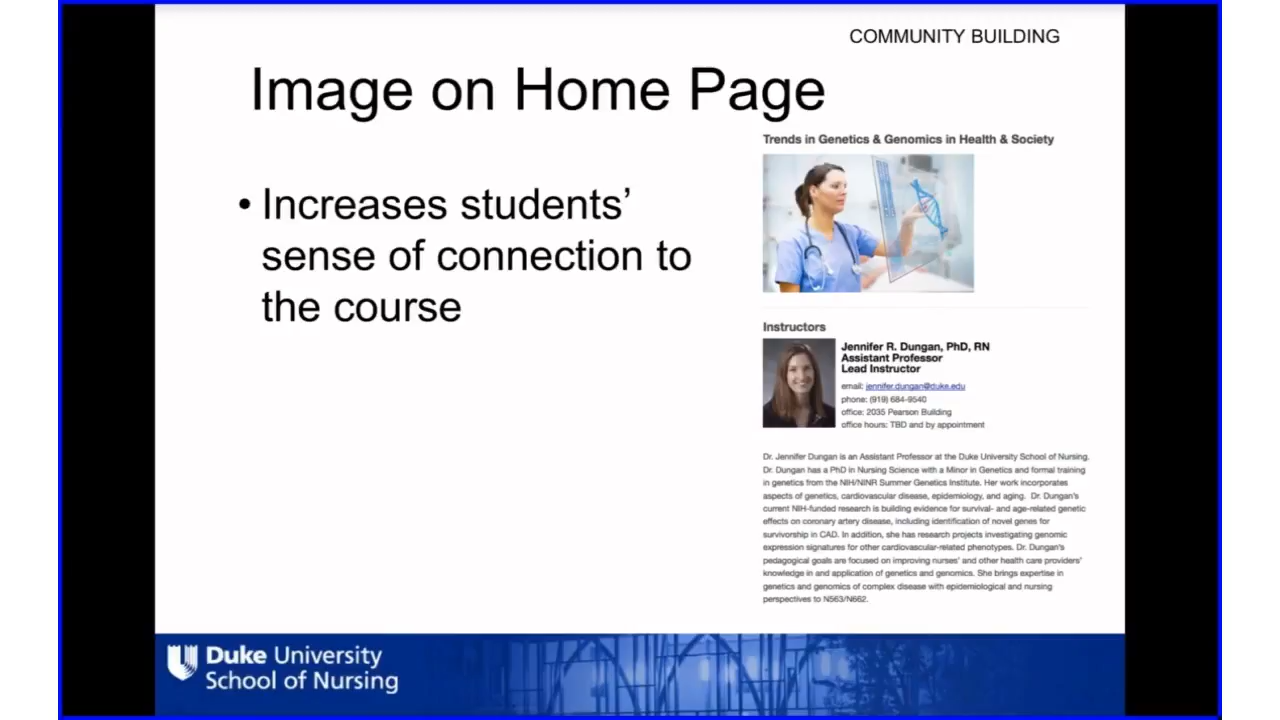 COMMUNITY BUILDING
Image on Home Page
• Increases students’
sense of connection to
the course
Trends in Genetics & Genomics in Health & Society
Instructors
Jennifer R. Dungan, PhD, RN
Assistant Professor
Lead Instructor
email: jennifer.dungan@duke.edu
phone: (919) 684-9540
office: 2035 Pearson Building
office hours: TBD and by appointment
Dr. Jennifer Dungan is an Assistant Professor at the Duke University School of Nursing.
Dr. Dungan has a PhD in Nursing Science with a Minor in Genetics and formal training
in genetics from the NIH/NINR Summer Genetics Institute. Her work incorporates
aspects of genetics, cardiovascular disease, epidemiology, and aging. Dr. Dungan's
current NIH-funded research is building evidence for survival- and age-related genetic
effects on coronary artery disease, including identification of novel genes for
survivorship in CAD. In addition, she has research projects investigating genomic
expression signatures for other cardiovascular-related phenotypes. Dr. Dungan's
pedagogical goals are focused on improving nurses' and other health care providers'
knowledge in and application of genetics and genomics. She brings expertise in
genetics and genomics of complex disease with epidemiological and nursing
perspectives to N563/N662.
Duke University
School of Nursing